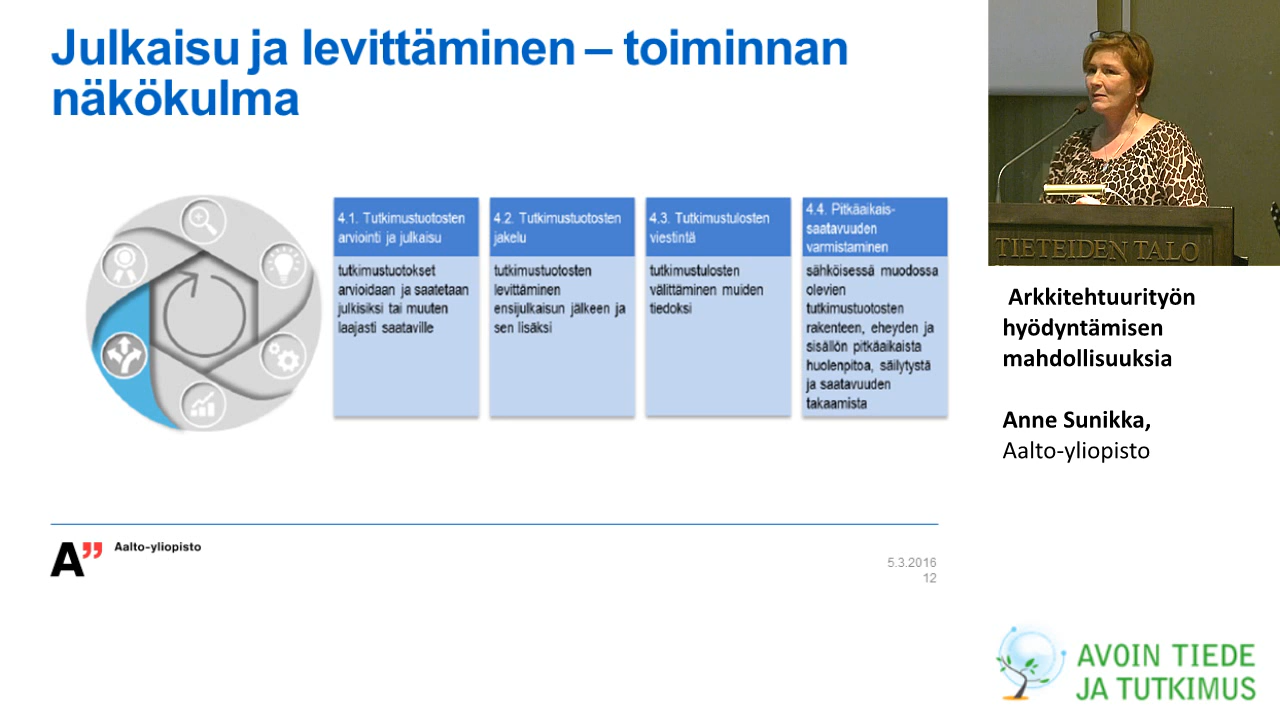 Julkaisu ja levittäminen – toiminnan
näkökulma
4.1. Tutkimustuotosten
arviointi ja julkaisu
tutkimustuotokset
arvioidaan ja saatetaan
julkisiksi tai muuten
laajasti saataville
4.2. Tutkimustuotosten
jakelu
tutkimustuotosten
levittäminen
ensijulkaisun jälkeen ja
sen lisäksi
4.3. Tutkimustulosten
viestintä
tutkimustulosten
välittäminen muiden
tiedoksi
4.4. Pitkäaikais-
saatavuuden
varmistaminen
sähköisessä muodossa
olevien
tutkimustuotosten
rakenteen, eheyden ja
sisällön pitkäaikaista
huolenpitoa, säilytystä
ja saatavuuden
takaamista
A”
Aalto-yliopisto
5.3.2016
12
TIETEIDEN TALO
Arkkitehtuurityön
hyödyntämisen
mahdollisuuksia
Anne Sunikka,
Aalto-yliopisto
AVOIN TIEDE
JA TUTKIMUS